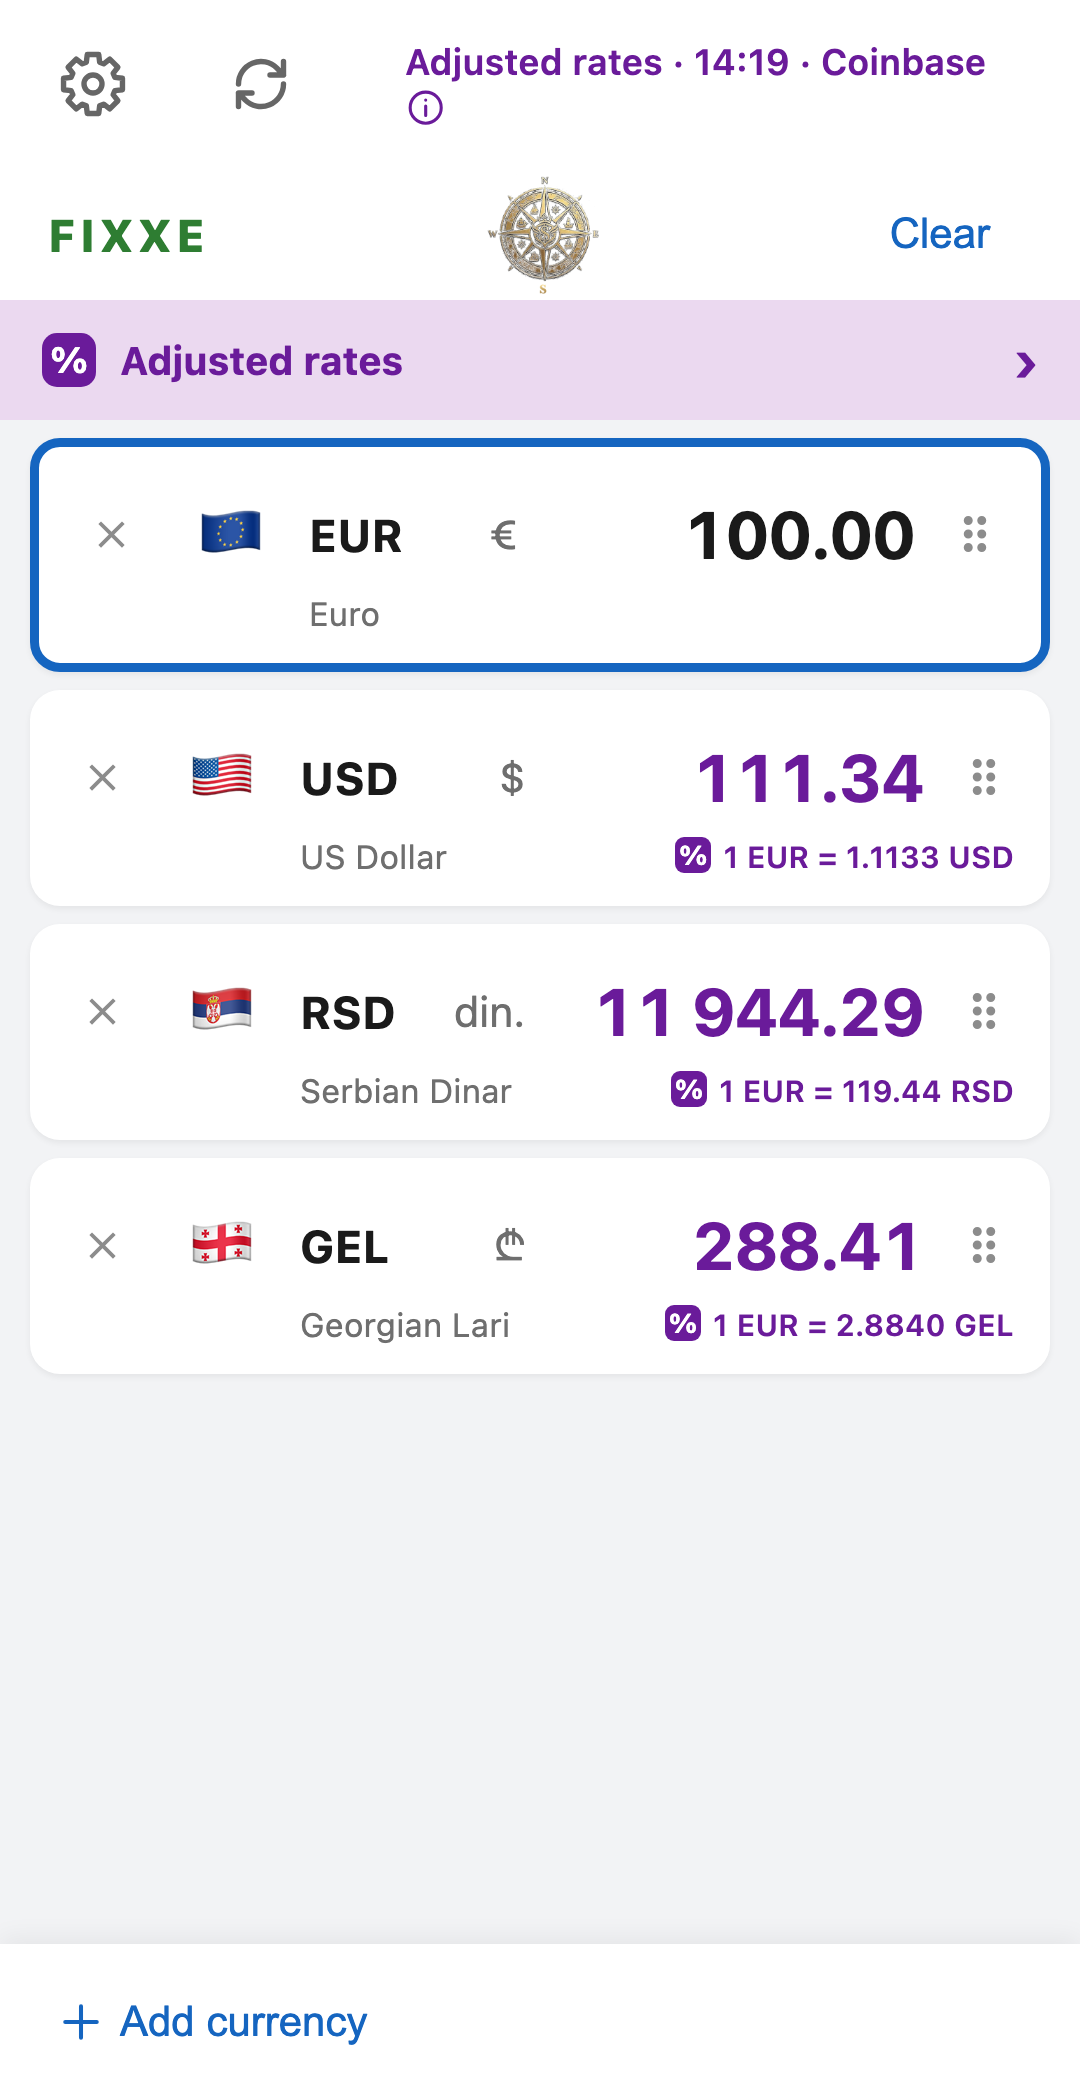 Adjusted rates · 14:19 · Coinbase
FIXXE
N
W
E
S
Clear
% Adjusted rates
EUR € 100.00
Euro
USD $ 111.34
US Dollar % 1 EUR = 1.1133 USD
RSD din. 11 944.29
Serbian Dinar % 1 EUR = 119.44 RSD
GEL ₾ 288.41
Georgian Lari % 1 EUR = 2.8840 GEL
+ Add currency